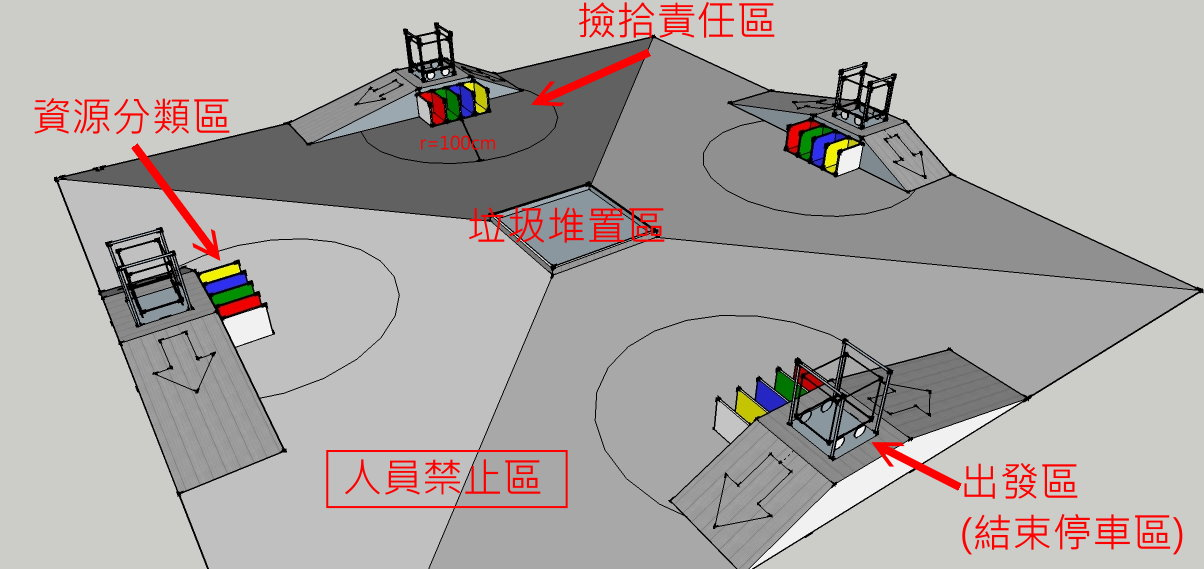 撿拾責任區
資源分類區
r=100cm
垃圾堆置區
人員禁止區
出發區
(結束停車區)